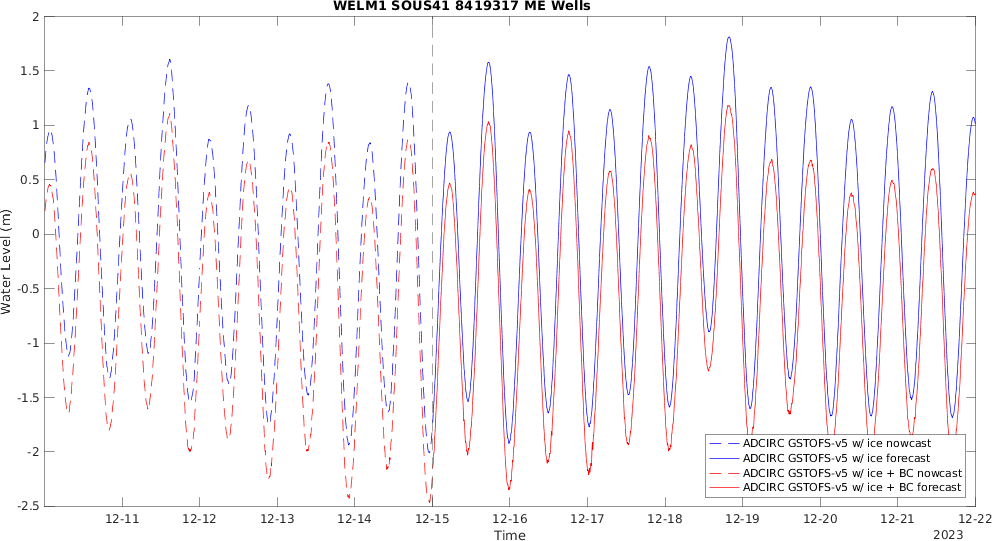 WELM1 SOUS41 8419317 ME Wells
2
1.5
1
0.5
0
-0.5
-1
-1.5
-2
-2.5
Water Level (m)
12-11 12-12 12-13 12-14 12-15 12-16 12-17 12-18 12-19 12-20 12-21 12-22
Time
2023
ADCIRC GSTOFS-v5 w/ ice nowcast
ADCIRC GSTOFS-v5 w/ ice forecast
ADCIRC GSTOFS-v5 w/ ice + BC nowcast
ADCIRC GSTOFS-v5 w/ ice + BC forecast